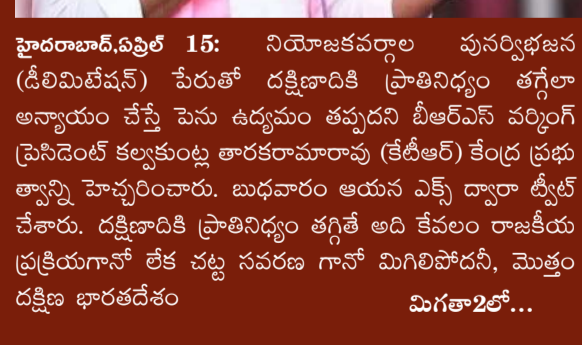 హైదరాబాద్,ఏప్రిల్ 15: నియోజకవర్గాల పునర్విభజన
(డీలిమిటేషన్) పేరుతో దక్షిణాదికి ప్రాతినిధ్యం తగ్గేలా
అన్యాయం చేస్తే పెను ఉద్యమం తప్పదని బీఆర్ఎస్ వర్కింగ్
ప్రెసిడెంట్ కల్వకుంట్ల తారకరామారావు (కేటీఆర్) కేంద్ర ప్రభు
త్వాన్ని హెచ్చరించారు. బుధవారం ఆయన ఎక్స్ ద్వారా ట్వీట్
చేశారు. దక్షిణాదికి ప్రాతినిధ్యం తగ్గితే అది కేవలం రాజకీయ
ప్రక్రియగానో లేక చట్ట సవరణ గానో మిగిలిపోదనీ, మొత్తం
దక్షిణ భారతదేశం మిగతా2లో...